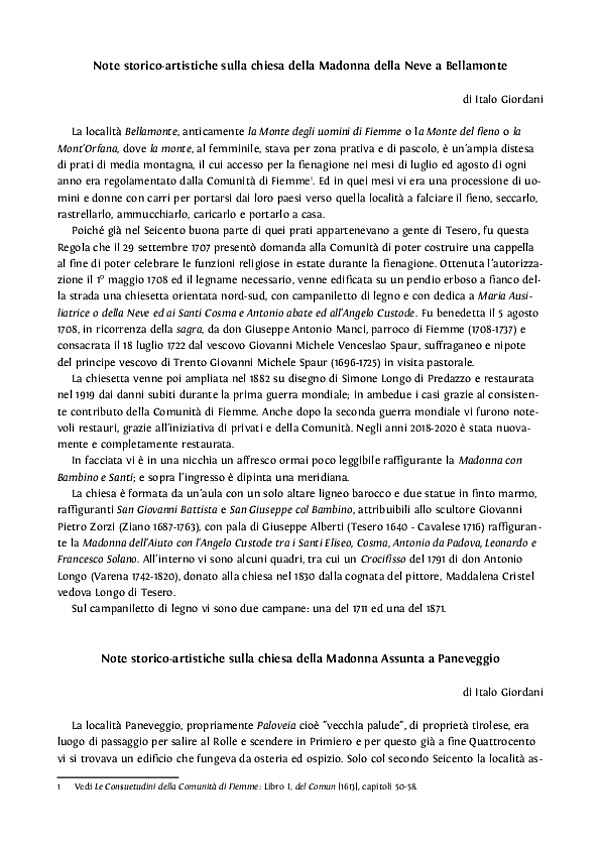 Note storico-artistiche sulla chiesa della Madonna della Neve a Bellamonte
di Italo Giordani
La località Bellamonte, anticamente la Monte degli uomini di Fiemme o la Monte del fieno o la
Mont'Orfana, dove la monte, al femminile, stava per zona prativa e di pascolo, è un'ampia distesa
di prati di media montagna, il cui accesso per la fienagione nei mesi di luglio ed agosto di ogni
anno era regolamentato dalla Comunità di Fiemme1. Ed in quei mesi vi era una processione di uo-
mini e donne con carri per portarsi dai loro paesi verso quella località a falciare il fieno, seccarlo,
rastrellarlo, ammucchiarlo, caricarlo e portarlo a casa.
Poiché già nel Seicento buona parte di quei prati appartenevano a gente di Tesero, fu questa
Regola che il 29 settembre 1707 presentò domanda alla Comunità di poter costruire una cappella
al fine di poter celebrare le funzioni religiose in estate durante la fienagione. Ottenuta l'autorizza-
zione il 1° maggio 1708 ed il legname necessario, venne edificata su un pendio erboso a fianco del-
la strada una chiesetta orientata nord-sud, con campaniletto di legno e con dedica a Maria Ausi-
liatrice o della Neve ed ai Santi Cosma e Antonio abate ed all'Angelo Custode. Fu benedetta il 5 agosto
1708, in ricorrenza della sagra, da don Giuseppe Antonio Manci, parroco di Fiemme (1708-1737) e
consacrata il 18 luglio 1722 dal vescovo Giovanni Michele Venceslao Spaur, suffraganeo e nipote
del principe vescovo di Trento Giovanni Michele Spaur (1696-1725) in visita pastorale.
La chiesetta venne poi ampliata nel 1882 su disegno di Simone Longo di Predazzo e restaurata
nel 1919 dai danni subiti durante la prima guerra mondiale; in ambedue i casi grazie al consisten-
te contributo della Comunità di Fiemme. Anche dopo la seconda guerra mondiale vi furono note-
voli restauri, grazie all'iniziativa di privati e della Comunità. Negli anni 2018-2020 è stata nuova-
mente e completamente restaurata.
In facciata vi è in una nicchia un affresco ormai poco leggibile raffigurante la Madonna con
Bambino e Santi; e sopra l'ingresso è dipinta una meridiana.
La chiesa è formata da un'aula con un solo altare ligneo barocco e due statue in finto marmo,
raffiguranti San Giovanni Battista e San Giuseppe col Bambino, attribuibili allo scultore Giovanni
Pietro Zorzi (Ziano 1687-1763), con pala di Giuseppe Alberti (Tesero 1640 - Cavalese 1716) raffiguran-
te la Madonna dell'Aiuto con l'Angelo Custode tra i Santi Eliseo, Cosma, Antonio da Padova, Leonardo e
Francesco Solano. All'interno vi sono alcuni quadri, tra cui un Crocifisso del 1791 di don Antonio
Longo (Varena 1742-1820), donato alla chiesa nel 1830 dalla cognata del pittore, Maddalena Cristel
vedova Longo di Tesero.
Sul campaniletto di legno vi sono due campane: una del 1711 ed una del 1871.
Note storico-artistiche sulla chiesa della Madonna Assunta a Paneveggio
di Italo Giordani
La località Paneveggio, propriamente Paloveia cioè "vecchia palude", di proprietà tirolese, era
luogo di passaggio per salire al Rolle e scendere in Primiero e per questo già a fine Quattrocento
vi si trovava un edificio che fungeva da osteria ed ospizio. Solo col secondo Seicento la località as-
1 Vedi Le Consuetudini della Comunità di Fiemme: Libro I, del Comun [1613], capitoli 50-58.